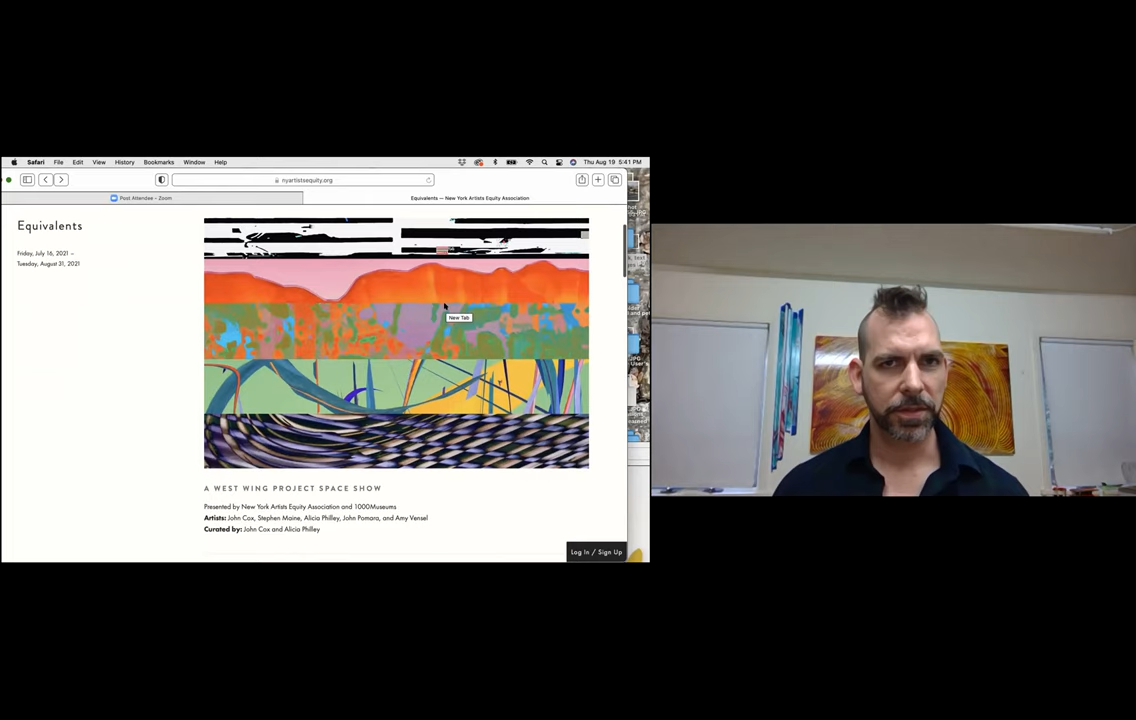 Safari File Edit View History Bookmarks Window Help
Thu Aug 19 5:41 PM
nyartistsequity.org
Post Attendee – Zoom
Equivalents — New York Artists Equity Association
Equivalents
Friday, July 16, 2021 –
Tuesday, August 31, 2021
New Tab
A WEST WING PROJECT SPACE SHOW
Presented by New York Artists Equity Association and 1000Museums
Artists: John Cox, Stephen Maine, Alicia Philley, John Pomara, and Amy Vensel
Curated by: John Cox and Alicia Philley
Log In / Sign Up